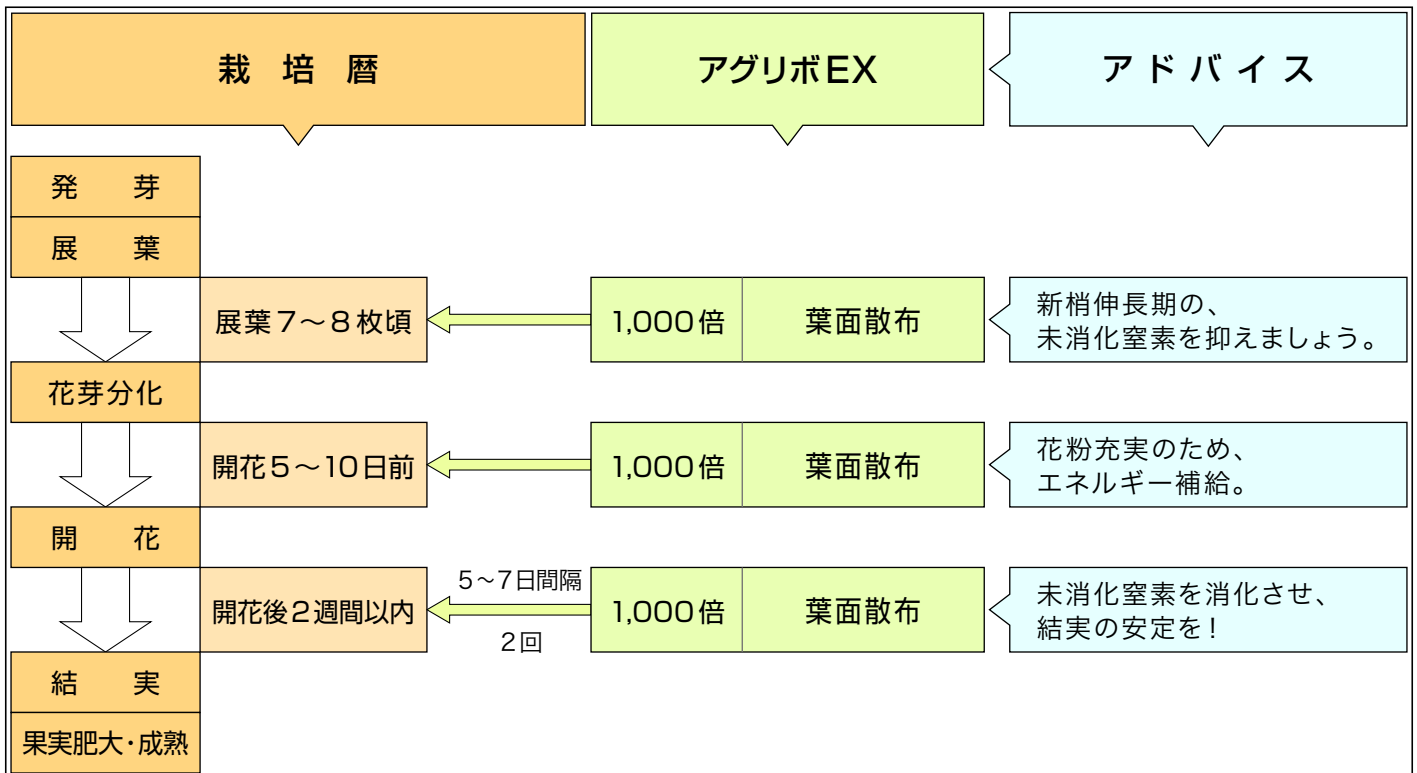 栽培暦
アグリボEX
アドバイス
発芽
展葉
展葉7〜8枚頃
1,000倍
葉面散布
新梢伸長期の、
未消化窒素を抑えましょう。
花芽分化
開花5〜10日前
1,000倍
葉面散布
花粉充実のため、
エネルギー補給。
開花
開花後2週間以内
5〜7日間隔
2回
1,000倍
葉面散布
未消化窒素を消化させ、
結実の安定を!
結実
果実肥大・成熟